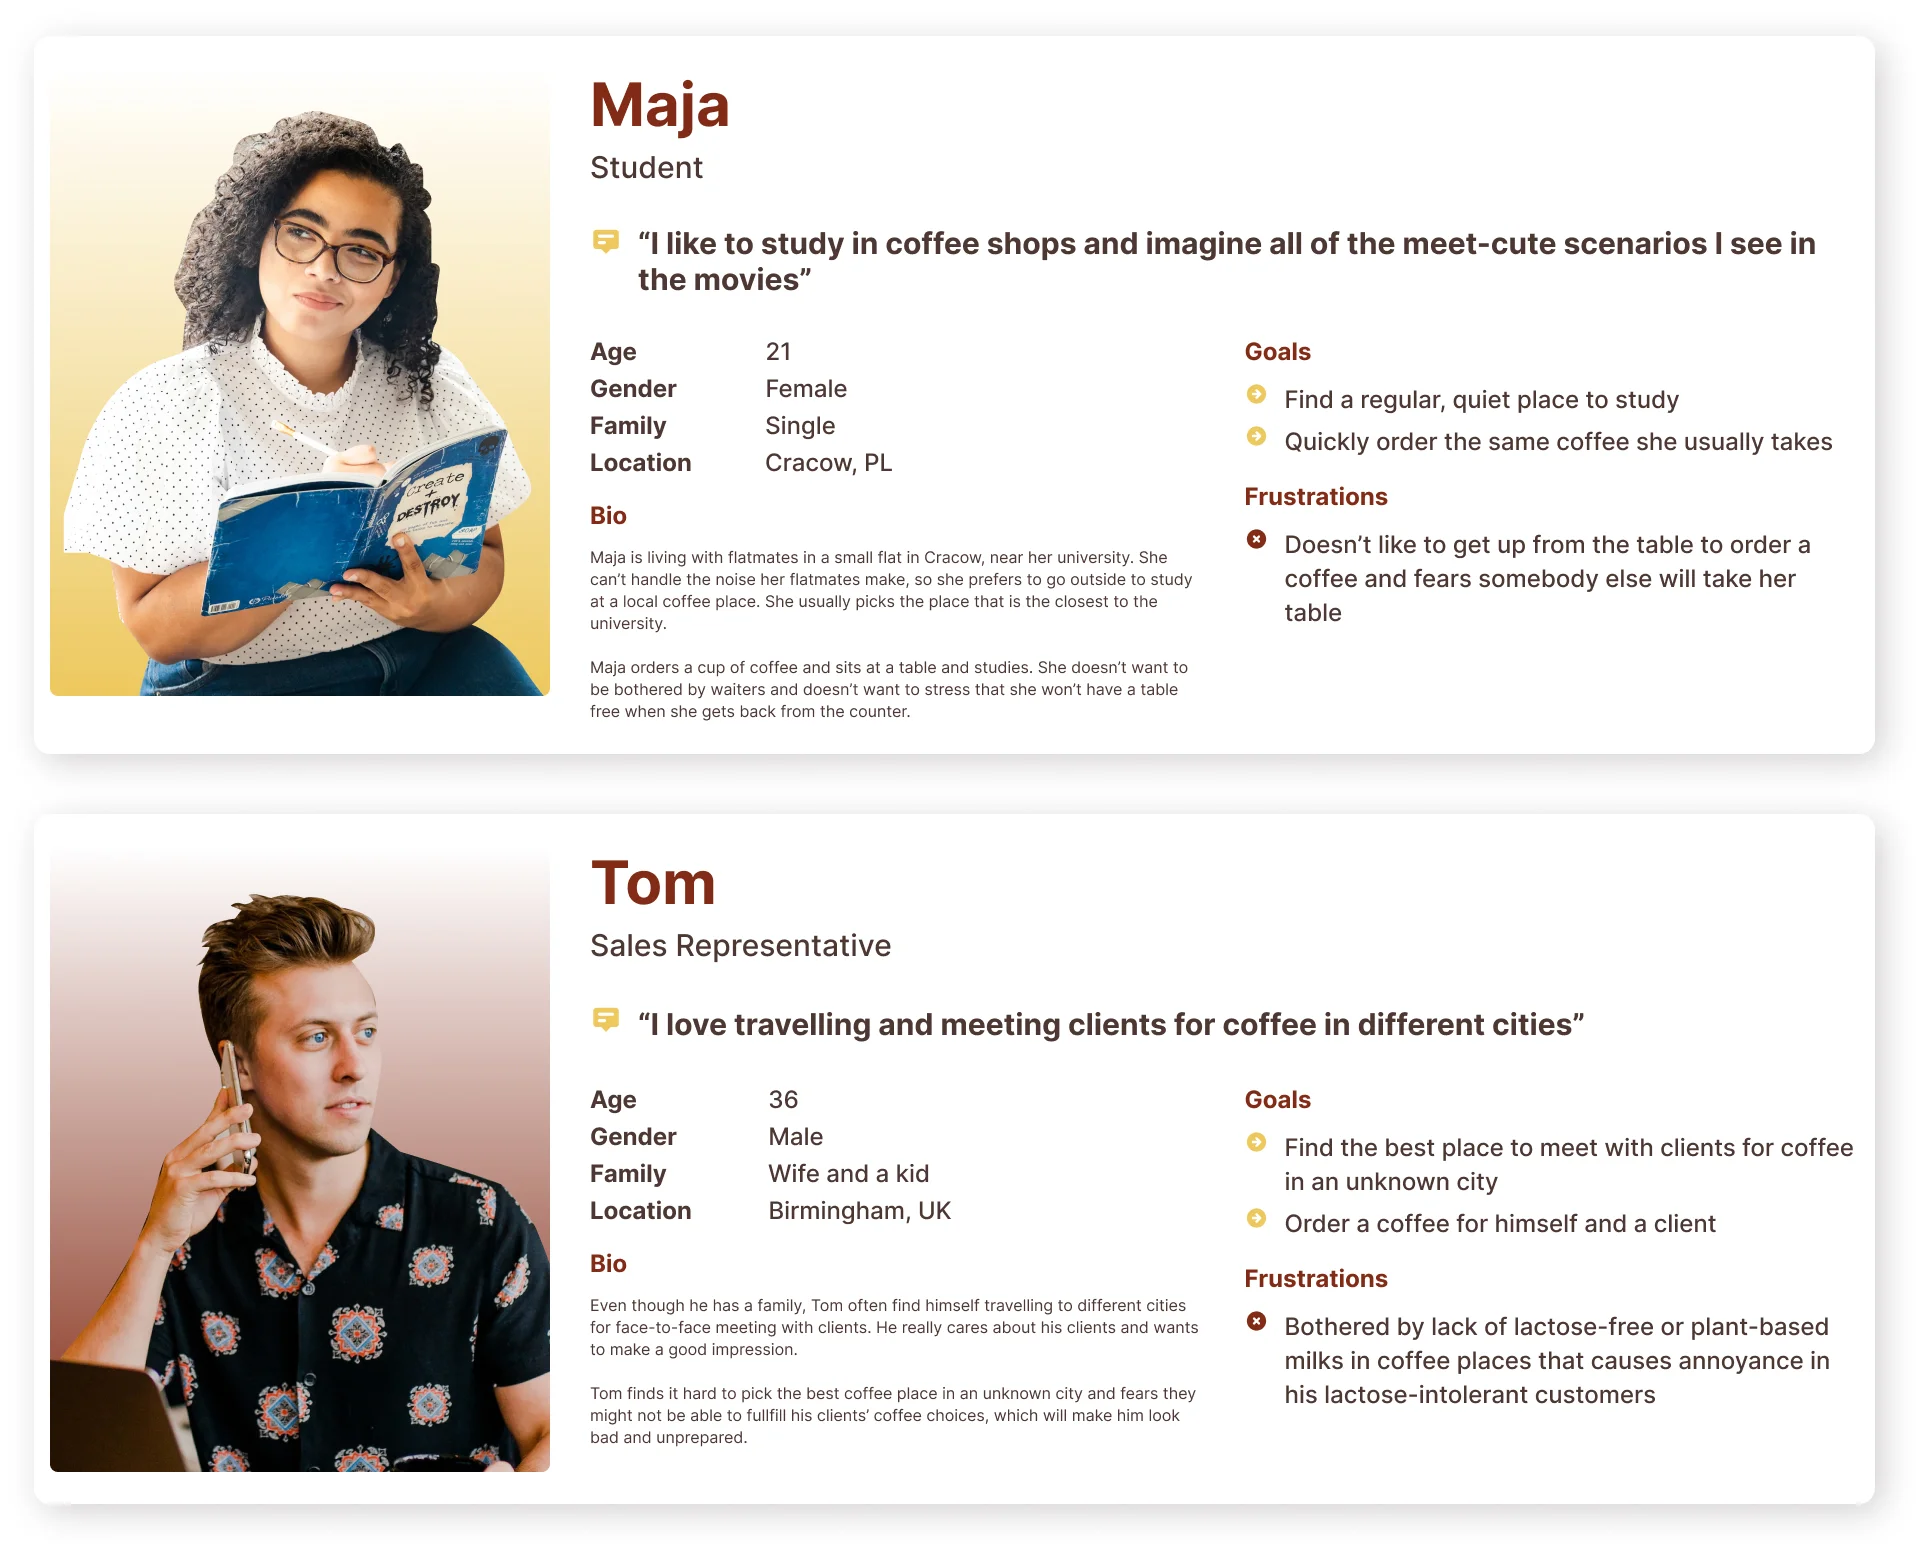 Maja
Student
“I like to study in coffee shops and imagine all of the meet-cute scenarios I see in
the movies”
Age 21
Gender Female
Family Single
Location Cracow, PL
Bio
Maja is living with flatmates in a small flat in Cracow, near her university. She
can’t handle the noise her flatmates make, so she prefers to go outside to study
at a local coffee place. She usually picks the place that is the closest to the
university.
Maja orders a cup of coffee and sits at a table and studies. She doesn’t want to
be bothered by waiters and doesn’t want to stress that she won’t have a table
free when she gets back from the counter.
Goals
Find a regular, quiet place to study
Quickly order the same coffee she usually takes
Frustrations
Doesn’t like to get up from the table to order a
coffee and fears somebody else will take her
table
Create
+
DESTROY
Tom
Sales Representative
“I love travelling and meeting clients for coffee in different cities”
Age 36
Gender Male
Family Wife and a kid
Location Birmingham, UK
Bio
Even though he has a family, Tom often find himself travelling to different cities
for face-to-face meeting with clients. He really cares about his clients and wants
to make a good impression.
Tom finds it hard to pick the best coffee place in an unknown city and fears they
might not be able to fullfill his clients’ coffee choices, which will make him look
bad and unprepared.
Goals
Find the best place to meet with clients for coffee
in an unknown city
Order a coffee for himself and a client
Frustrations
Bothered by lack of lactose-free or plant-based
milks in coffee places that causes annoyance in
his lactose-intolerant customers